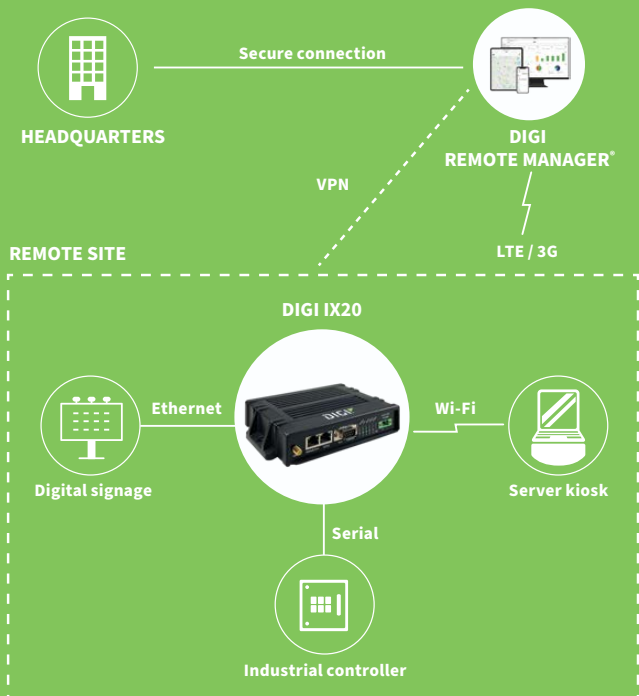 Secure connection
HEADQUARTERS
DIGI
REMOTE MANAGER®
VPN
LTE / 3G
REMOTE SITE
DIGI IX20
DIGI
Ethernet
Wi-Fi
Digital signage
Server kiosk
Serial
Industrial controller